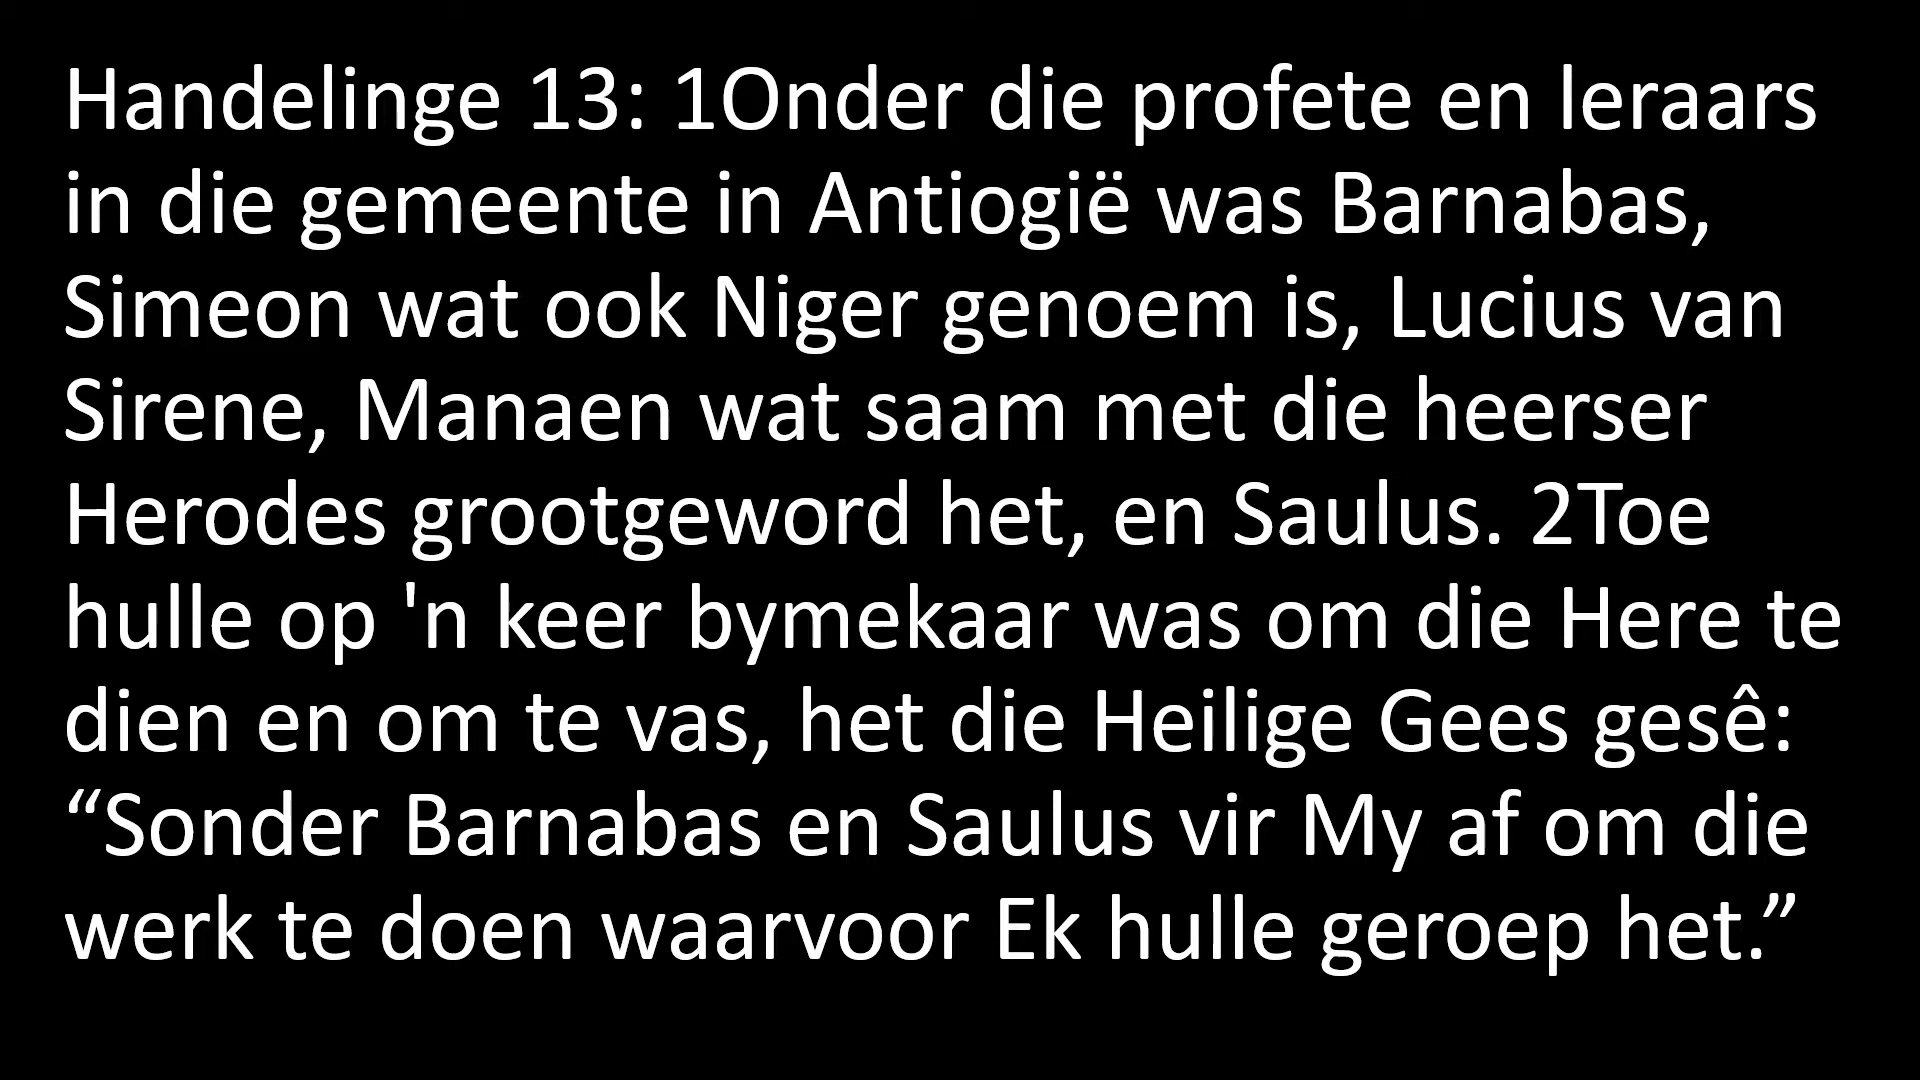 Handelinge 13: 1Onder die profete en leraars
in die gemeente in Antiogië was Barnabas,
Simeon wat ook Niger genoem is, Lucius van
Sirene, Manaen wat saam met die heerser
Herodes grootgeword het, en Saulus. 2Toe
hulle op 'n keer bymekaar was om die Here te
dien en om te vas, het die Heilige Gees gesê:
“Sonder Barnabas en Saulus vir My af om die
werk te doen waarvoor Ek hulle geroep het.”